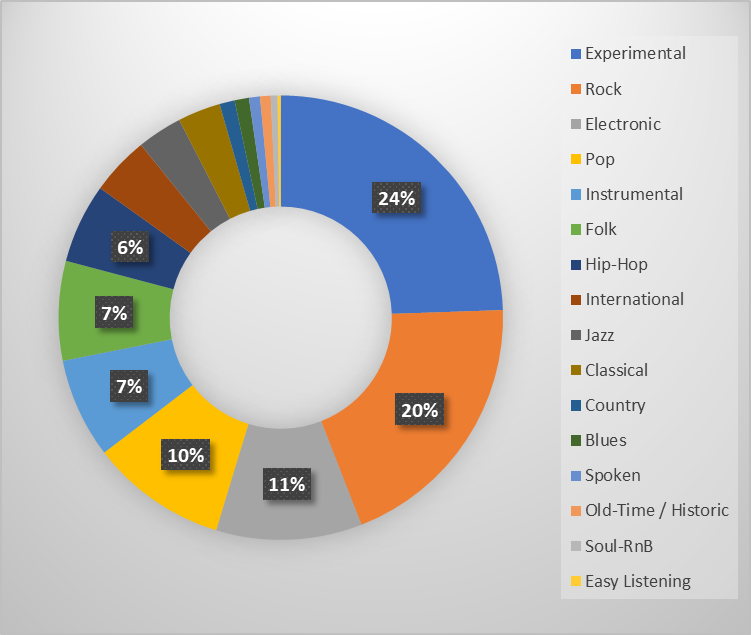 24%
20%
11%
10%
7%
7%
6%
Experimental
Rock
Electronic
Pop
Instrumental
Folk
Hip-Hop
International
Jazz
Classical
Country
Blues
Spoken
Old-Time / Historic
Soul-RnB
Easy Listening